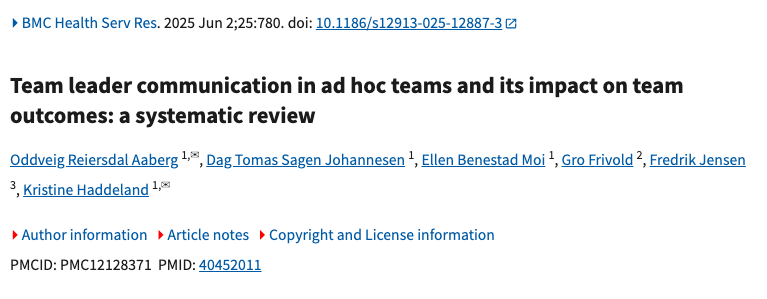 BMC Health Serv Res. 2025 Jun 2;25:780. doi: 10.1186/s12913-025-12887-3
Team leader communication in ad hoc teams and its impact on team
outcomes: a systematic review
Oddveig Reiersdal Aaberg 1,✉, Dag Tomas Sagen Johannesen 1, Ellen Benestad Moi 1, Gro Frivold 2, Fredrik Jensen
3, Kristine Haddeland 1,✉
Author information Article notes Copyright and License information
PMCID: PMC12128371 PMID: 40452011